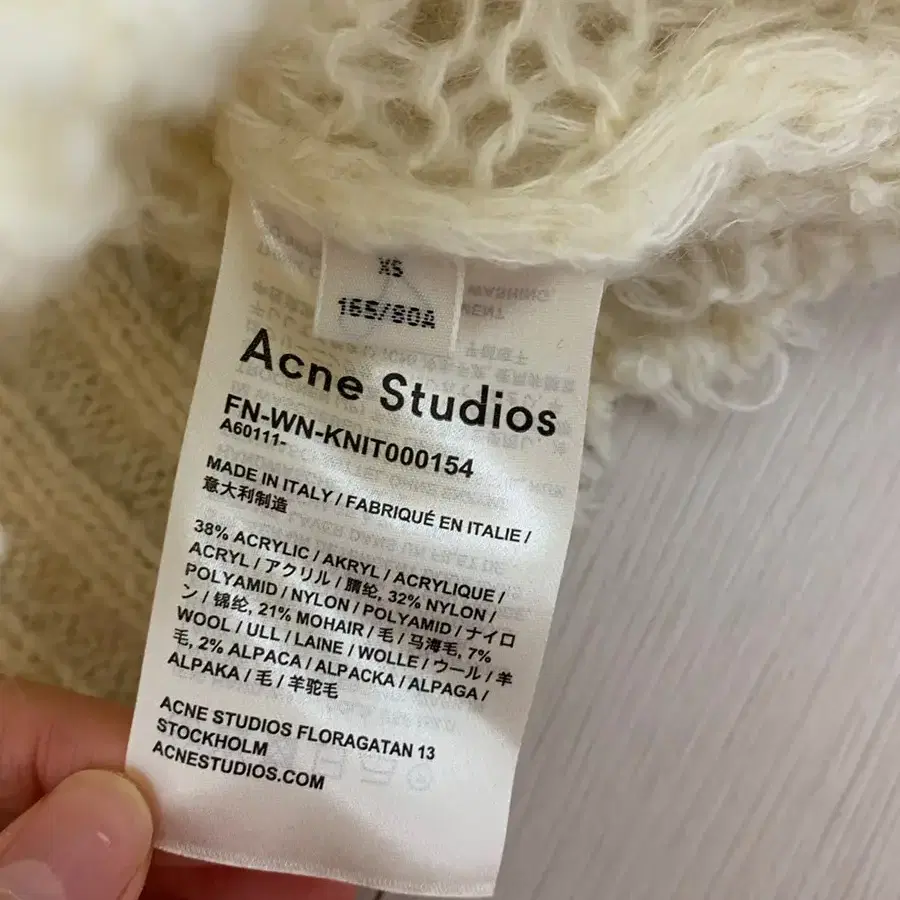 XS
165/80A
Acne Studios
FN-WN-KNIT000154
A60111-
MADE IN ITALY / FABRIQUÉ EN ITALIE /
意大利制造
38% ACRYLIC / AKRYL / ACRYLIQUE /
ACRYL / アクリル / 腈纶, 32% NYLON /
POLYAMID / NYLON / POLYAMID / ナイロ
ン / 锦纶, 21% MOHAIR / 毛 / 马海毛, 7%
WOOL / ULL / LAINE / WOLLE / ウール / 羊
毛, 2% ALPACA / ALPACKA / ALPAGA /
ALPAKA / 毛 / 羊驼毛
ACNE STUDIOS FLORAGATAN 13
STOCKHOLM
ACNESTUDIOS.COM